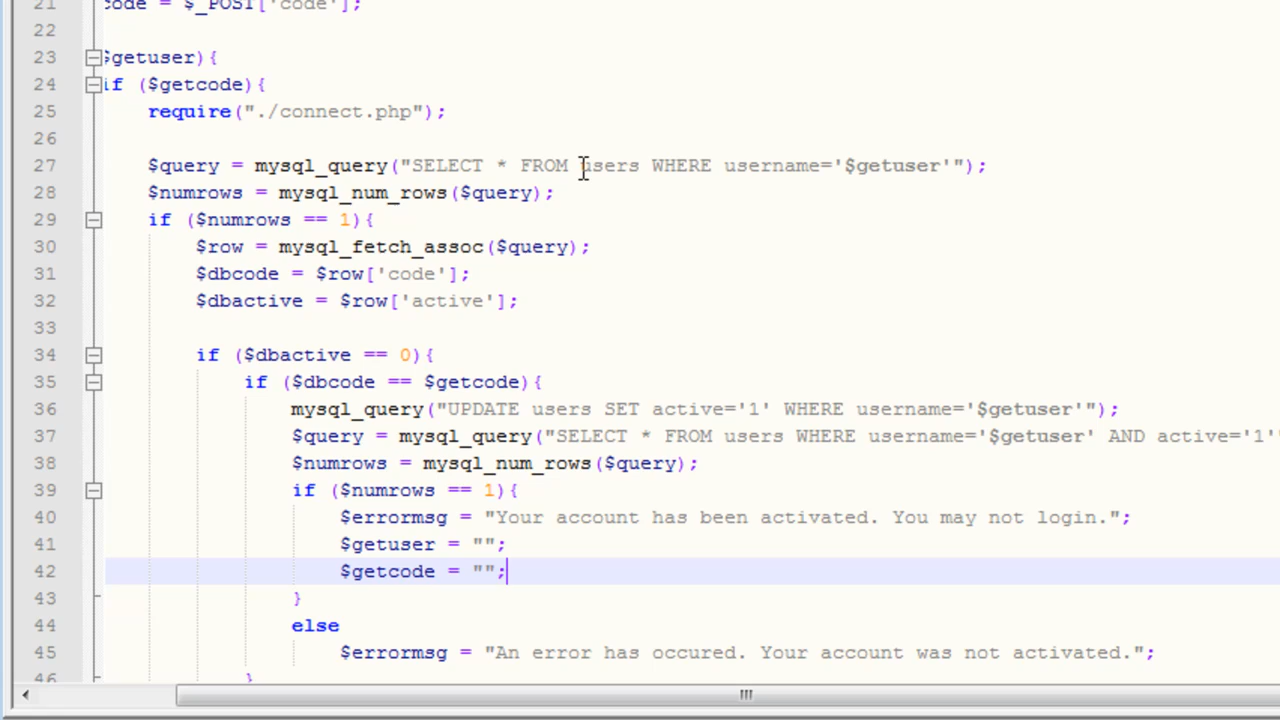 21 code = $_POST['code'];
22
23 $getuser){
24 if ($getcode){
25 require("./connect.php");
26
27 $query = mysql_query("SELECT * FROM users WHERE username='$getuser'");
28 $numrows = mysql_num_rows($query);
29 if ($numrows == 1){
30 $row = mysql_fetch_assoc($query);
31 $dbcode = $row['code'];
32 $dbactive = $row['active'];
33
34 if ($dbactive == 0){
35 if ($dbcode == $getcode){
36 mysql_query("UPDATE users SET active='1' WHERE username='$getuser'");
37 $query = mysql_query("SELECT * FROM users WHERE username='$getuser' AND active='1'
38 $numrows = mysql_num_rows($query);
39 if ($numrows == 1){
40 $errormsg = "Your account has been activated. You may not login.";
41 $getuser = "";
42 $getcode = "";
43 }
44 else
45 $errormsg = "An error has occured. Your account was not activated.";
46 }